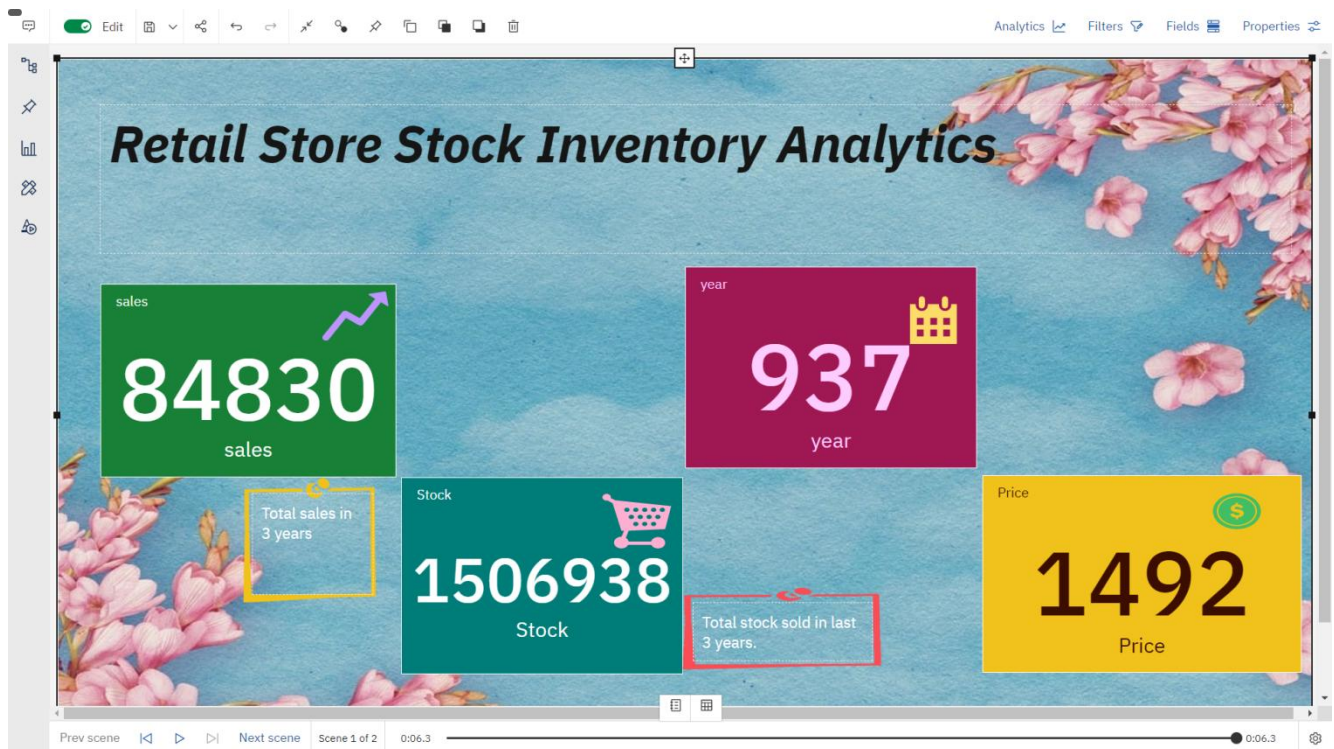 Edit
Analytics
Filters
Fields
Properties
Retail Store Stock Inventory Analytics
sales
84830
sales
year
937
year
Total sales in
3 years
Stock
1506938
Stock
Total stock sold in last
3 years.
Price
$
1492
Price
Prev scene
Next scene
Scene 1 of 2
0:06.3
0:06.3